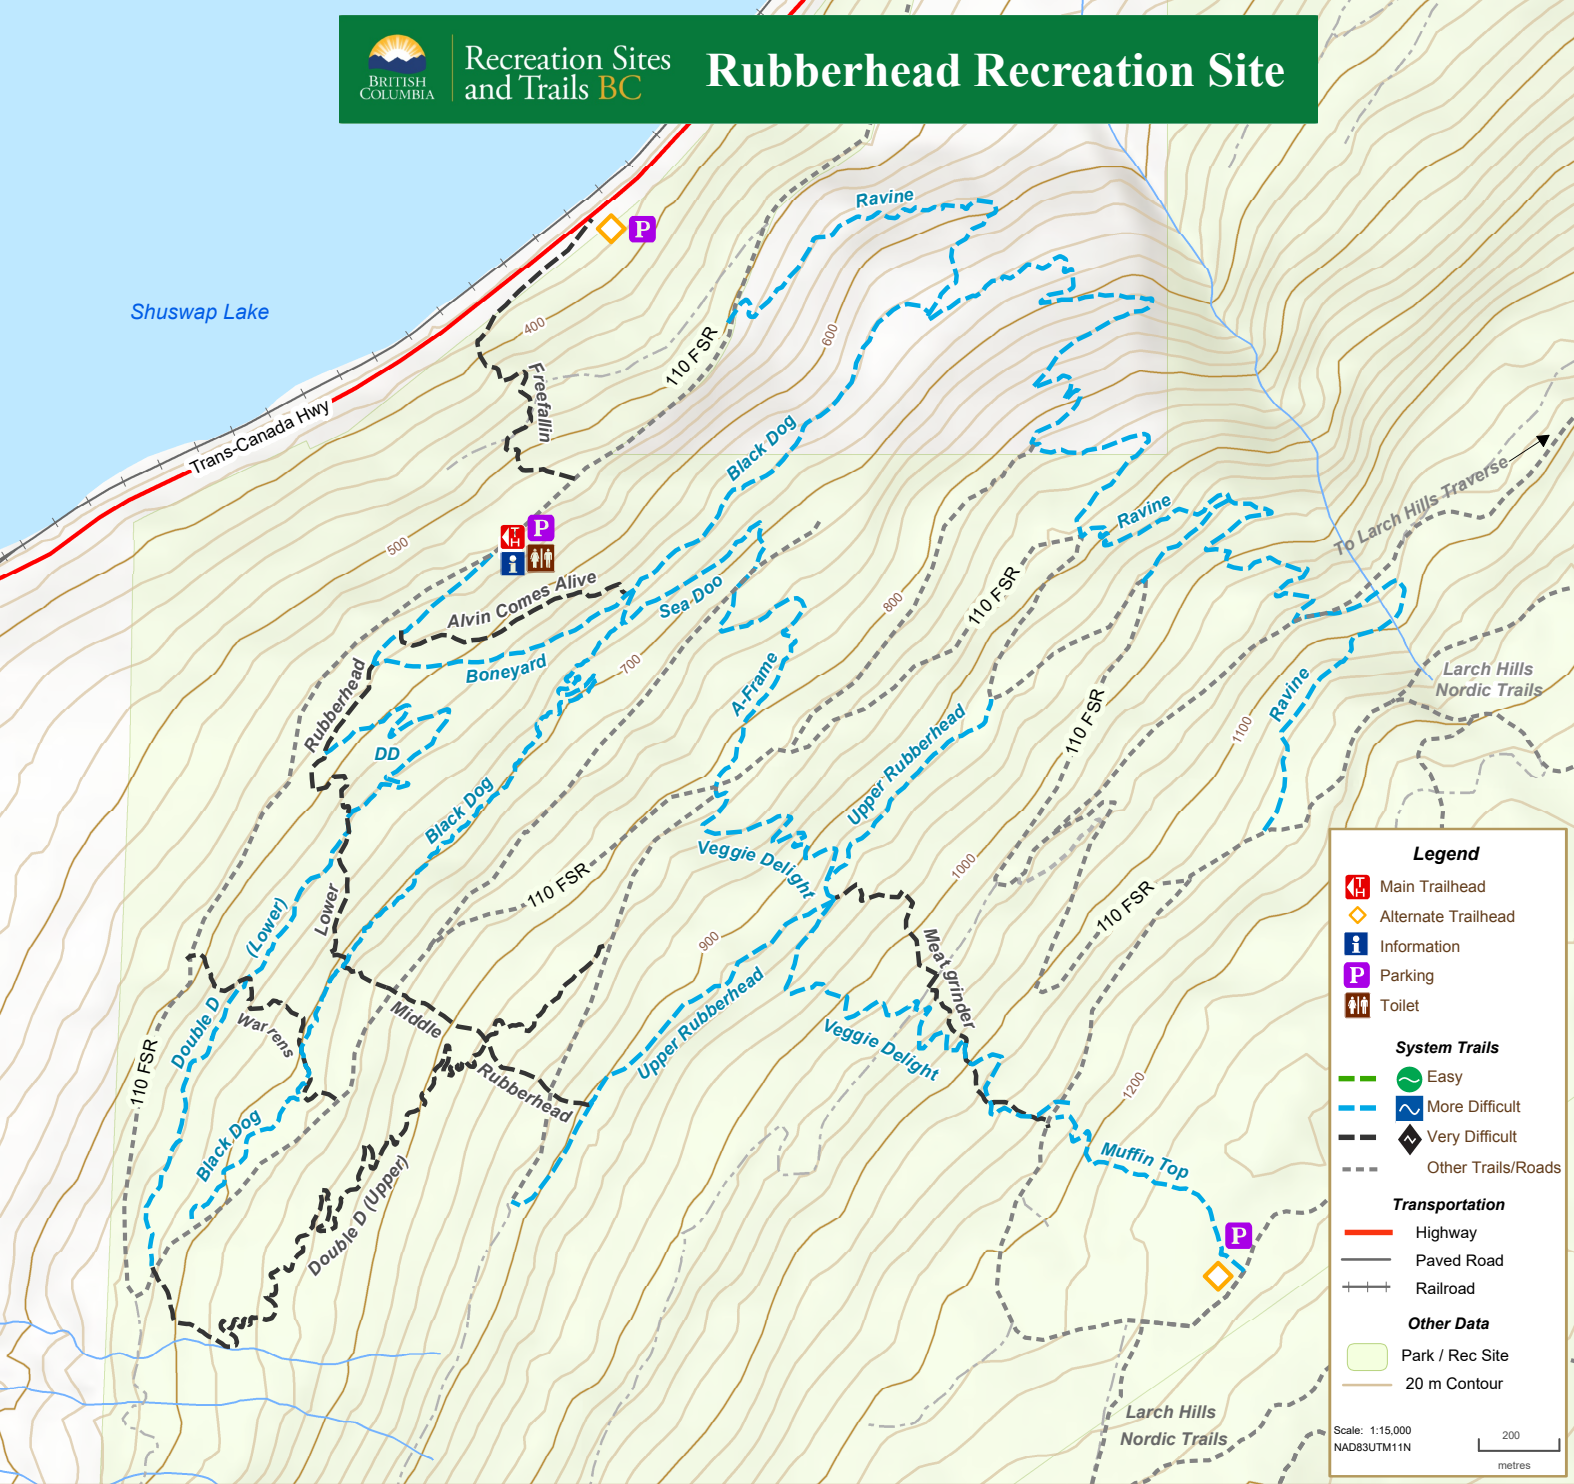 BRITISH
COLUMBIA
Recreation Sites
and Trails BC
Rubberhead Recreation Site
Ravine
P
Shuswap Lake
400
600
110 FSR
Freefallin
Trans-Canada Hwy
Black Dog
500
TH
P
i
Ravine
To Larch Hills Traverse
Alvin Comes Alive
Sea Doo
800
110 FSR
Boneyard
700
A-Frame
Rubberhead
Larch Hills
Nordic Trails
Ravine
1100
110 FSR
DD
Upper Rubberhead
Black Dog
Veggie Delight
110 FSR
1000
110 FSR
Lower
(Lower)
900
Meat grinder
Upper Rubberhead
Middle
Warrens
Double D
Veggie Delight
Rubberhead
110 FSR
1200
Black Dog
Muffin Top
Double D (Upper)
P
Larch Hills
Nordic Trails
Legend
TH Main Trailhead
Alternate Trailhead
i Information
P Parking
Toilet
System Trails
Easy
More Difficult
Very Difficult
Other Trails/Roads
Transportation
Highway
Paved Road
Railroad
Other Data
Park / Rec Site
20 m Contour
Scale: 1:15,000
NAD83UTM11N
200
metres